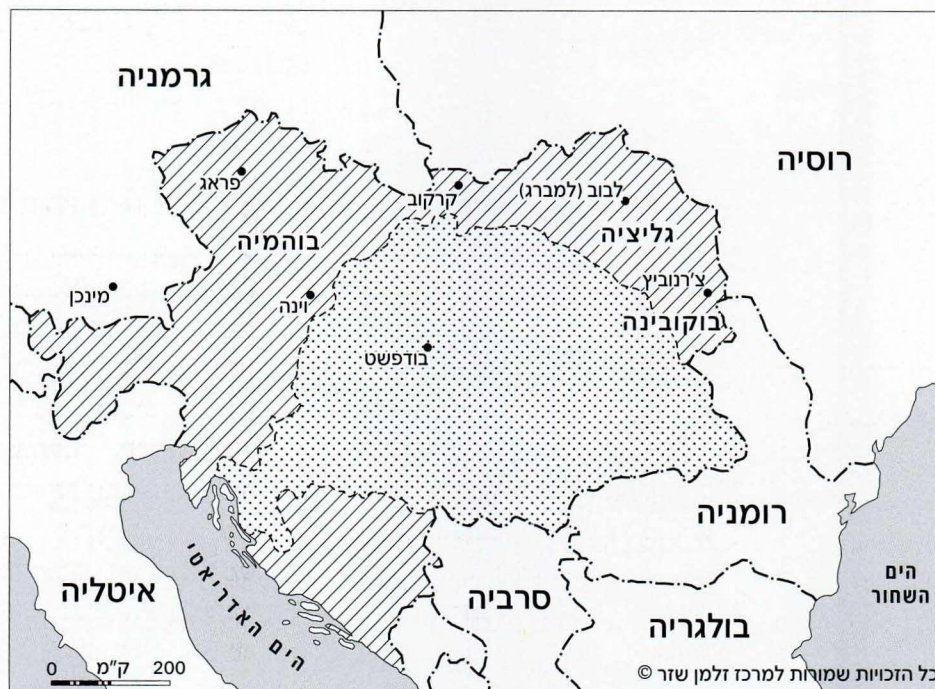 גרמניה
רוסיה
פראג
קרקוב
לבוב (למברג)
בוהמיה
גליציה
מינכן
וינה
צ'רנוביץ
בוקובינה
בודפשט
רומניה
הים
השחור
איטליה
הים האדריאטי
סרביה
בולגריה
0 ק"מ 200
כל הזכויות שמורות למרכז זלמן שזר ©